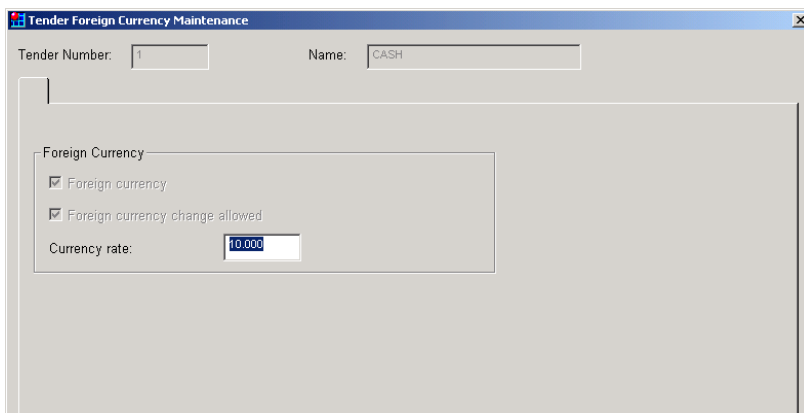 Tender Foreign Currency Maintenance
Tender Number: 1 Name: CASH
Foreign Currency
Foreign currency
Foreign currency change allowed
Currency rate: 10.000